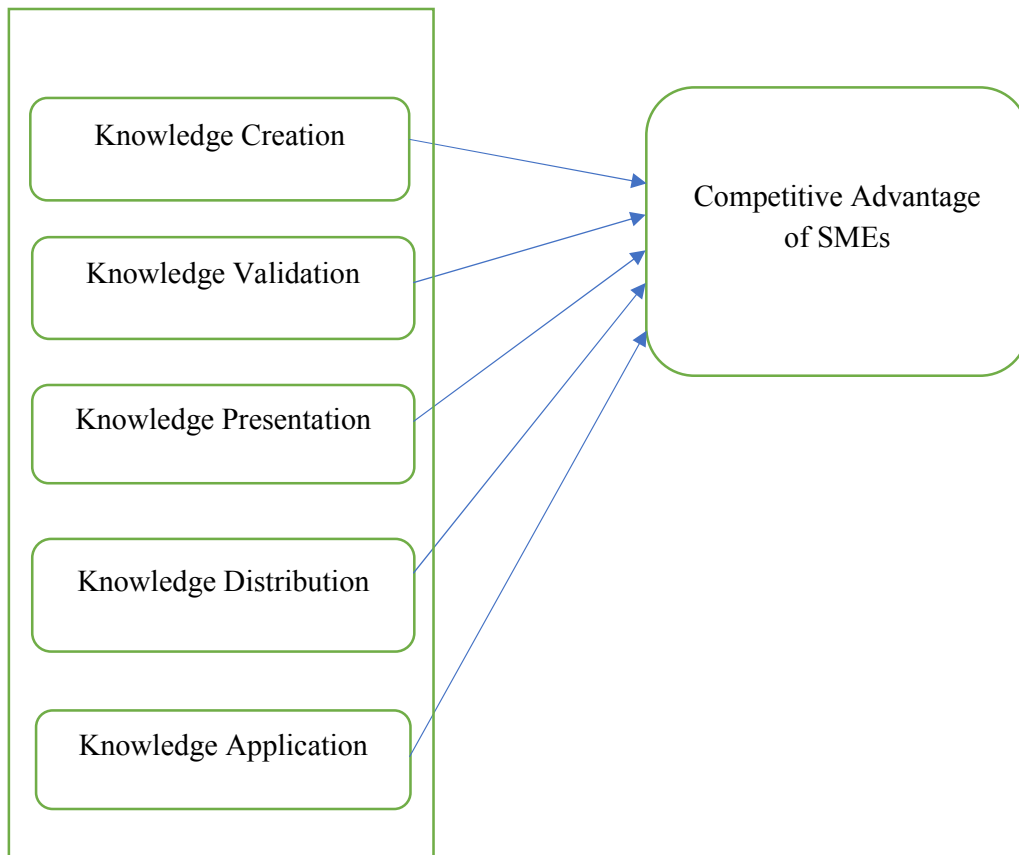 Knowledge Creation
Knowledge Validation
Knowledge Presentation
Knowledge Distribution
Knowledge Application
Competitive Advantage
of SMEs